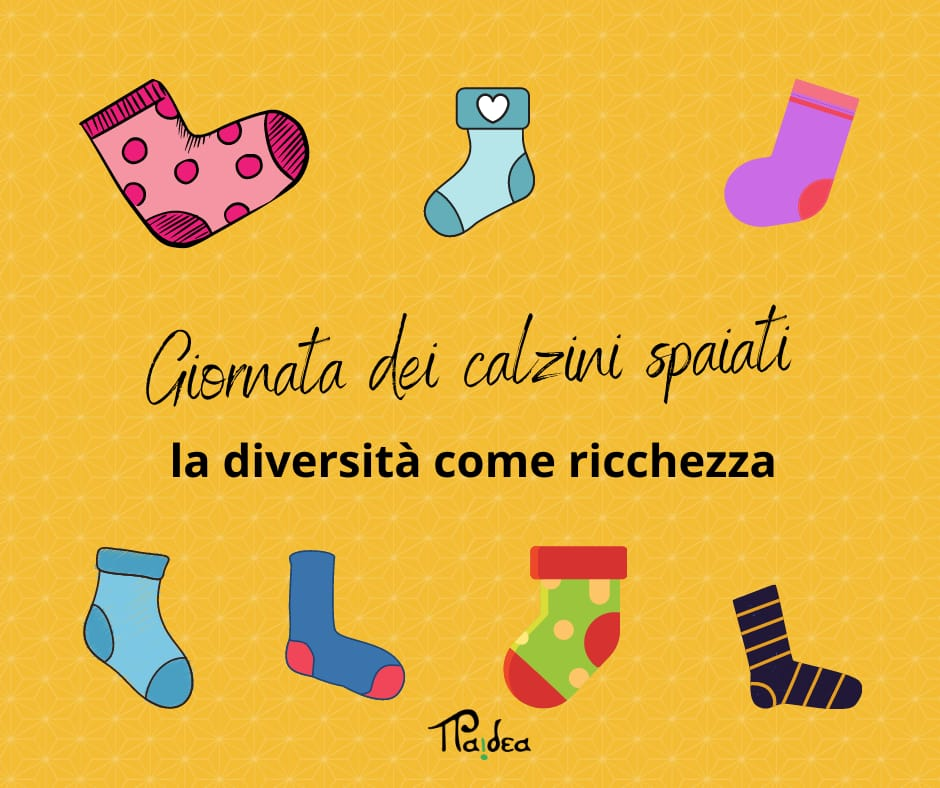 Giornata dei calzini spaiati
la diversità come ricchezza
Paidea